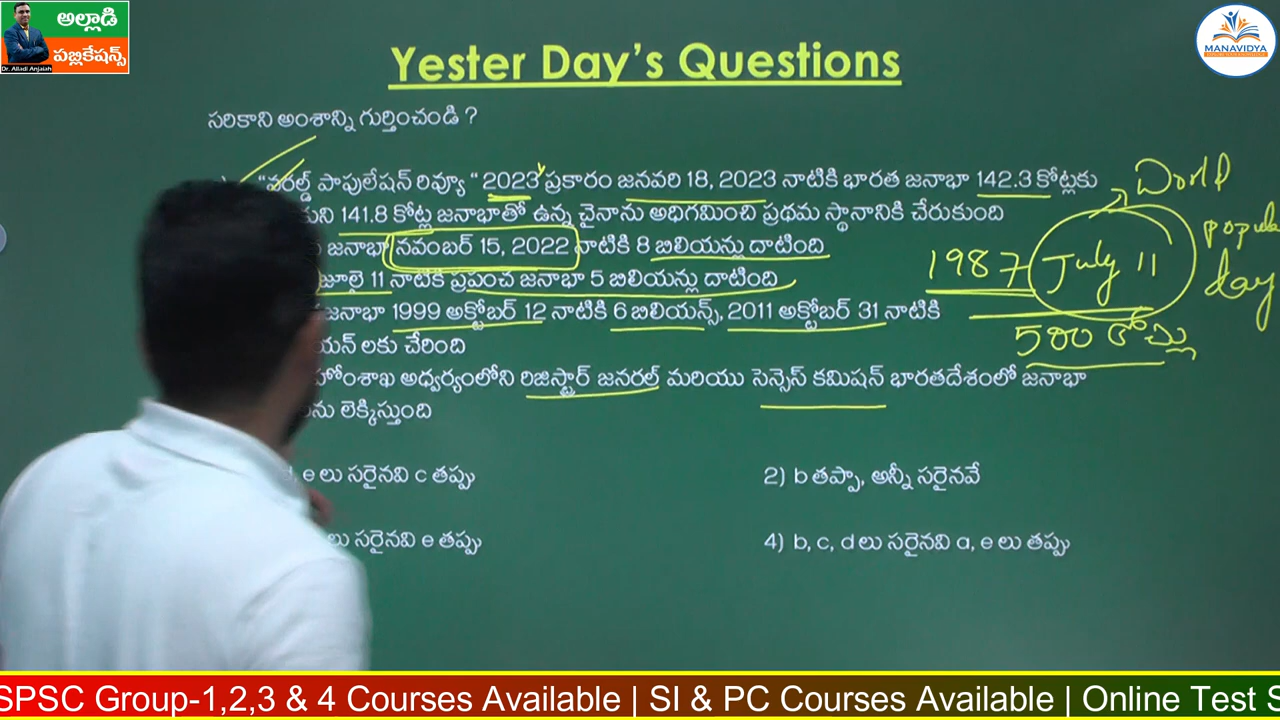 అల్లాడి
పబ్లికేషన్స్
Dr. Alladi Anjaiah
MANAVIDYA
Yester Day's Questions
సరికాని అంశాన్ని గుర్తించండి ?
"వరల్డ్ పాపులేషన్ రివ్యూ " 2023 ప్రకారం జనవరి 18, 2023 నాటికి భారత జనాభా 142.3 కోట్లకు
141.8 కోట్ల జనాభాతో ఉన్న చైనాను అధిగమించి ప్రథమ స్థానానికి చేరుకుంది
జనాభా నవంబర్ 15, 2022 నాటికి 8 బిలియన్లు దాటింది
జూలై 11 నాటికి ప్రపంచ జనాభా 5 బిలియన్లు దాటింది
జనాభా 1999 అక్టోబర్ 12 నాటికి 6 బిలియన్స్, 2011 అక్టోబర్ 31 నాటికి
యన్ లకు చేరింది
హోంశాఖ అధ్వర్యంలోని రిజిస్ట్రార్ జనరల్ మరియు సెన్సెస్ కమిషన్ భారతదేశంలో జనాభా
లెక్కిస్తుంది
, e లు సరైనవి c తప్పు
2) b తప్పా, అన్నీ సరైనవే
లు సరైనవి e తప్పు
4) b, c, d లు సరైనవి a, e లు తప్పు
World
popula
day
1987 July 11
500 కోట్లు
SPSC Group-1,2,3 & 4 Courses Available | SI & PC Courses Available | Online Test S